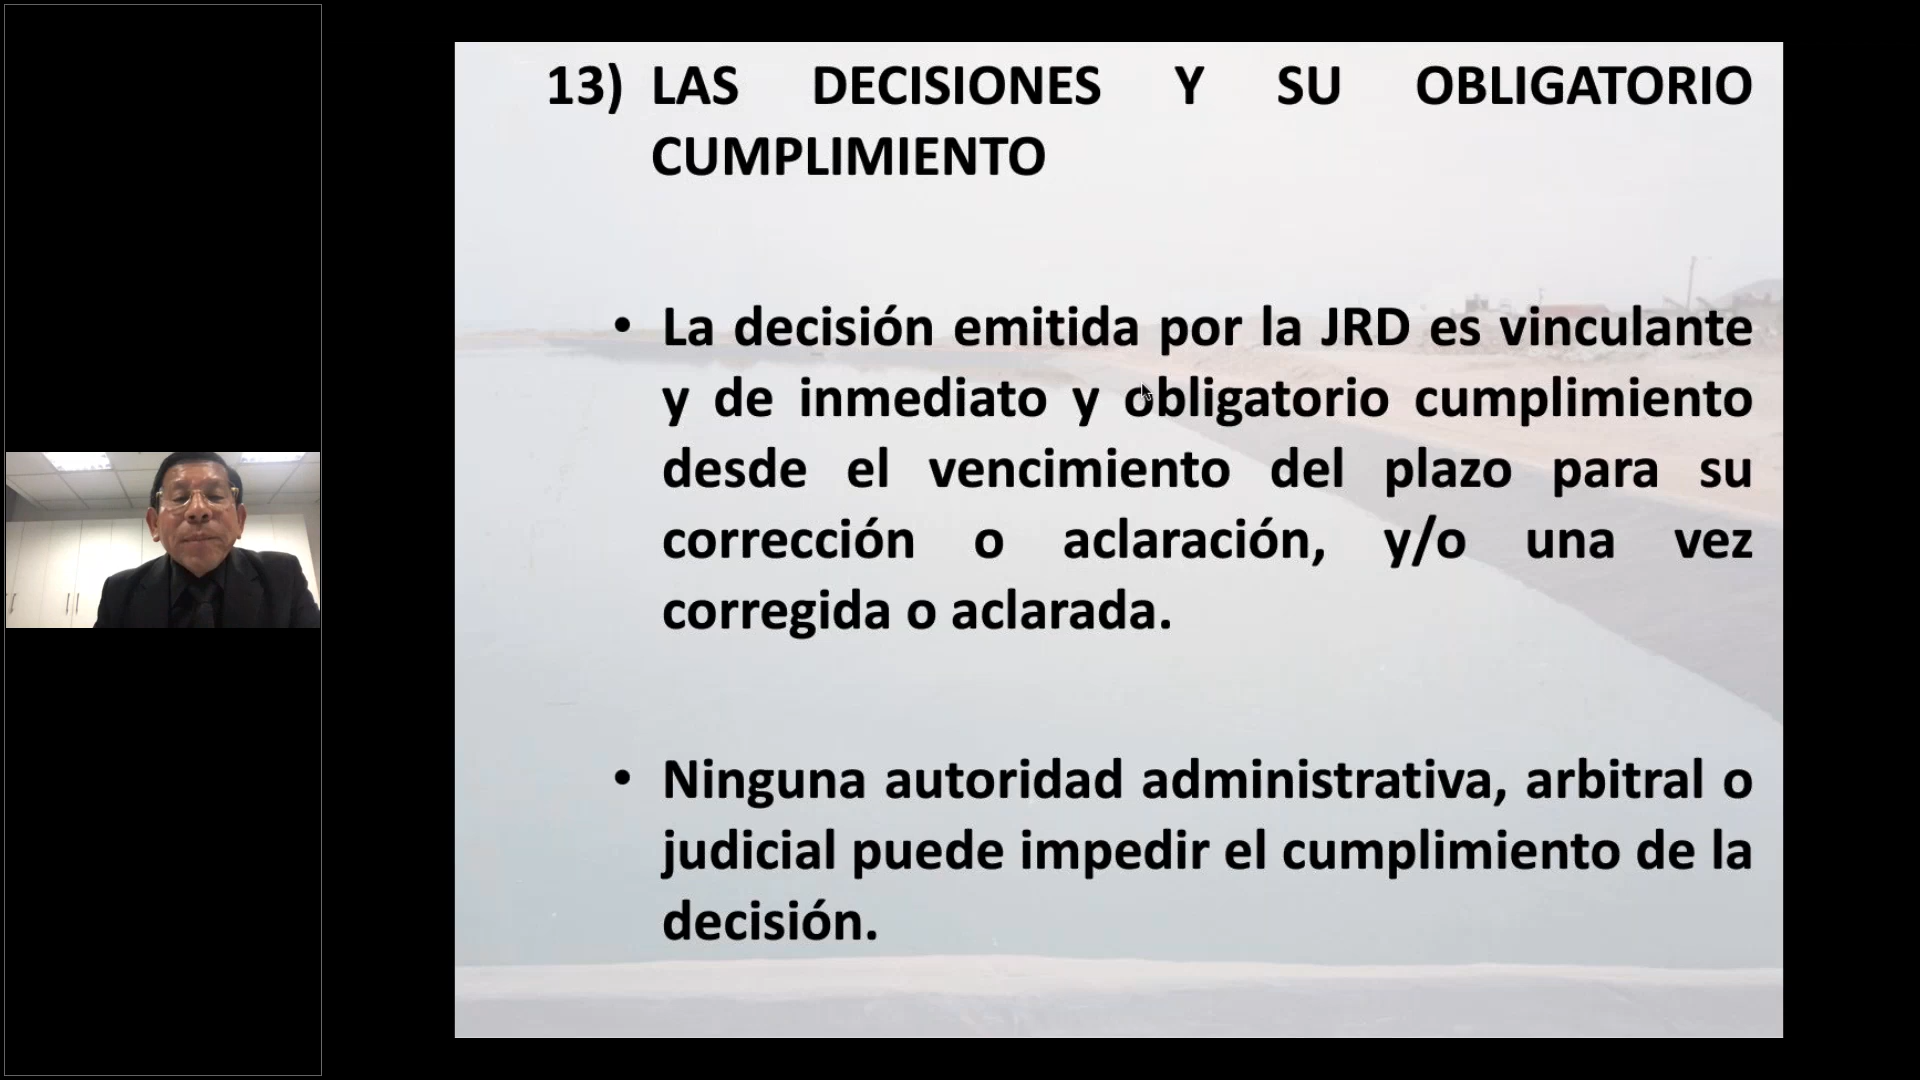 13) LAS DECISIONES Y SU OBLIGATORIO
CUMPLIMIENTO
• La decisión emitida por la JRD es vinculante
y de inmediato y obligatorio cumplimiento
desde el vencimiento del plazo para su
corrección o aclaración, y/o una vez
corregida o aclarada.
• Ninguna autoridad administrativa, arbitral o
judicial puede impedir el cumplimiento de la
decisión.